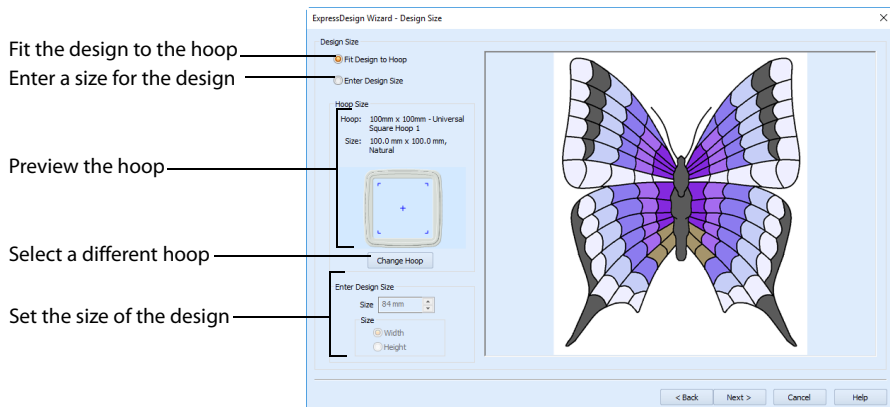 ExpressDesign Wizard - Design Size
Design Size
Fit the design to the hoop
Fit Design to Hoop
Enter a size for the design
Enter Design Size
Hoop Size
Hoop: 100mm x 100mm - Universal
Square Hoop 1
Size: 100.0 mm x 100.0 mm,
Natural
Preview the hoop
Select a different hoop
Change Hoop
Enter Design Size
Size 84 mm
Set the size of the design
Size
Width
Height
< Back Next > Cancel Help